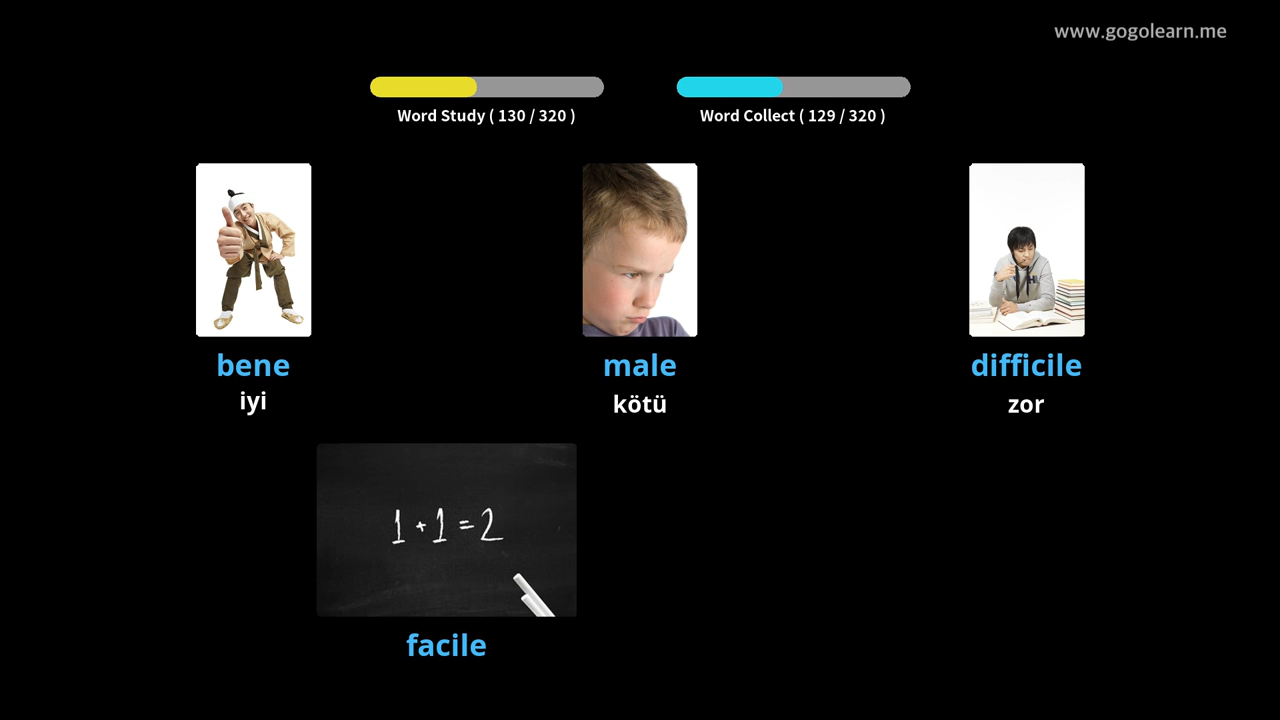 www.gogolearn.me
Word Study ( 130 / 320 )
Word Collect ( 129 / 320 )
bene
iyi
male
kötü
difficile
zor
1 + 1 = 2
facile